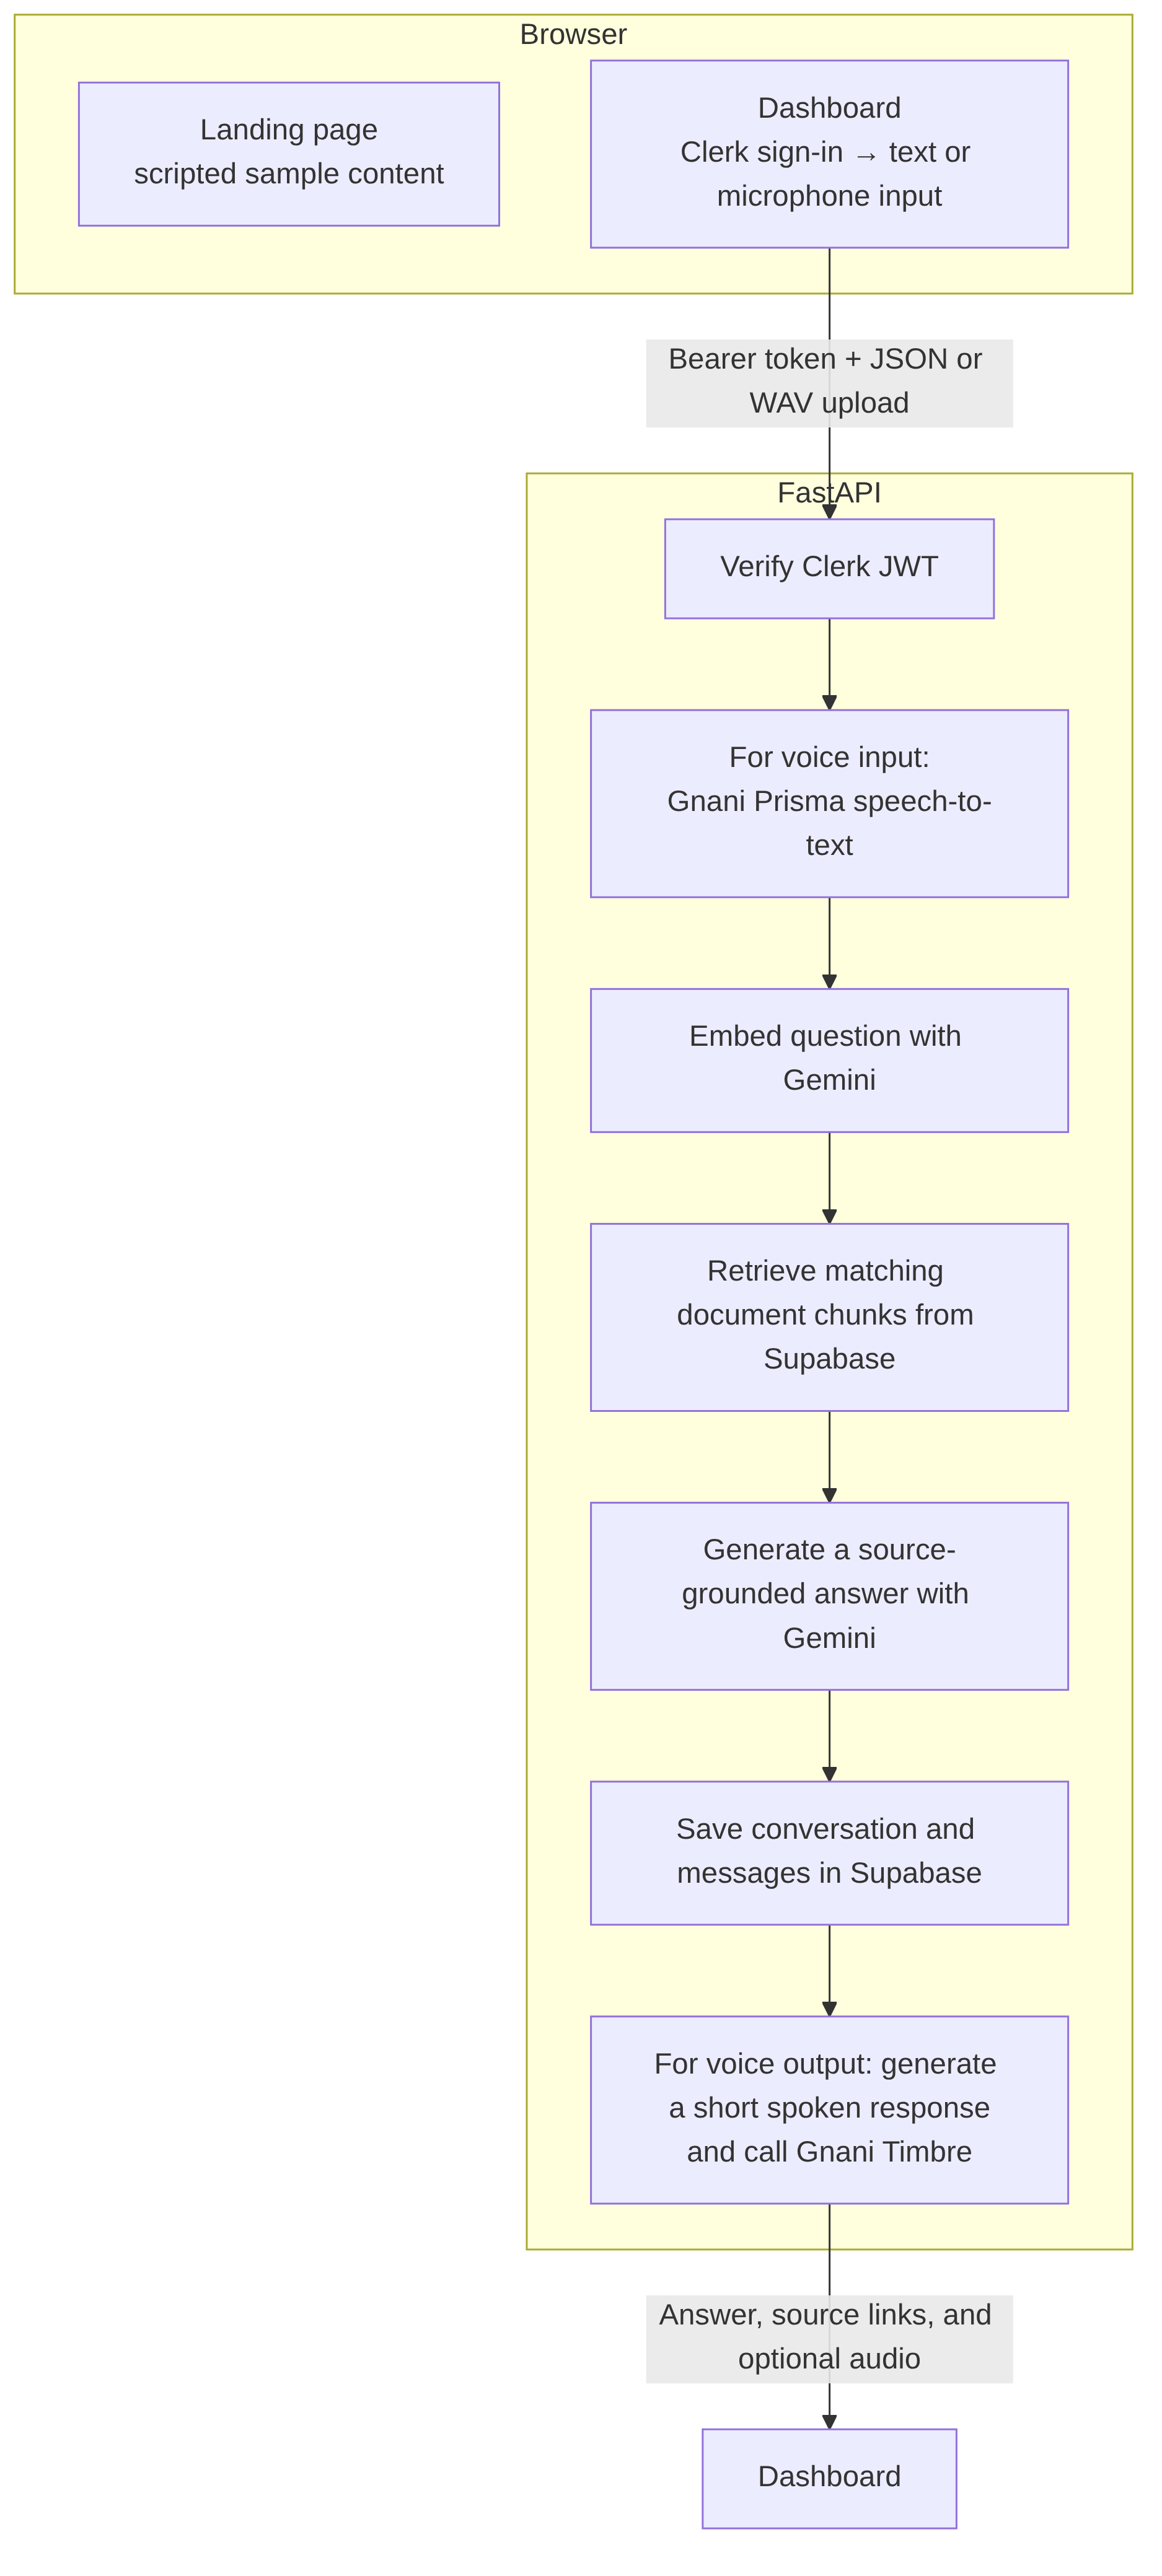 Browser
Landing page
scripted sample content
Dashboard
Clerk sign-in → text or
microphone input
Bearer token + JSON or
WAV upload
FastAPI
Verify Clerk JWT
For voice input:
Gnani Prisma speech-to-
text
Embed question with
Gemini
Retrieve matching
document chunks from
Supabase
Generate a source-
grounded answer with
Gemini
Save conversation and
messages in Supabase
For voice output: generate
a short spoken response
and call Gnani Timbre
Answer, source links, and
optional audio
Dashboard